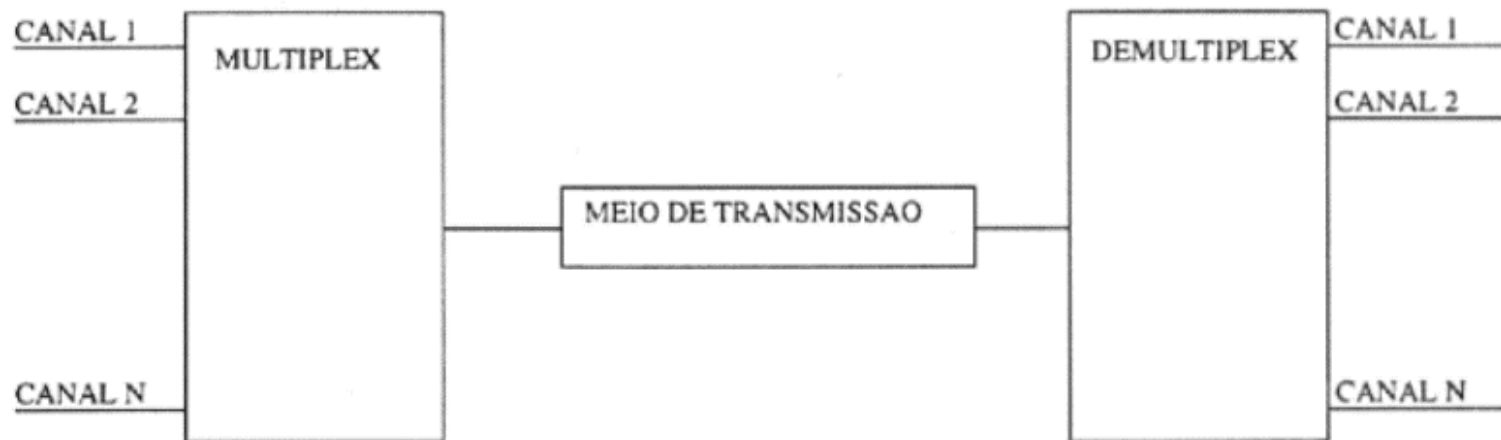 CANAL 1
CANAL 2
CANAL N
MULTIPLEX
MEIO DE TRANSMISSAO
DEMULTIPLEX
CANAL 1
CANAL 2
CANAL N